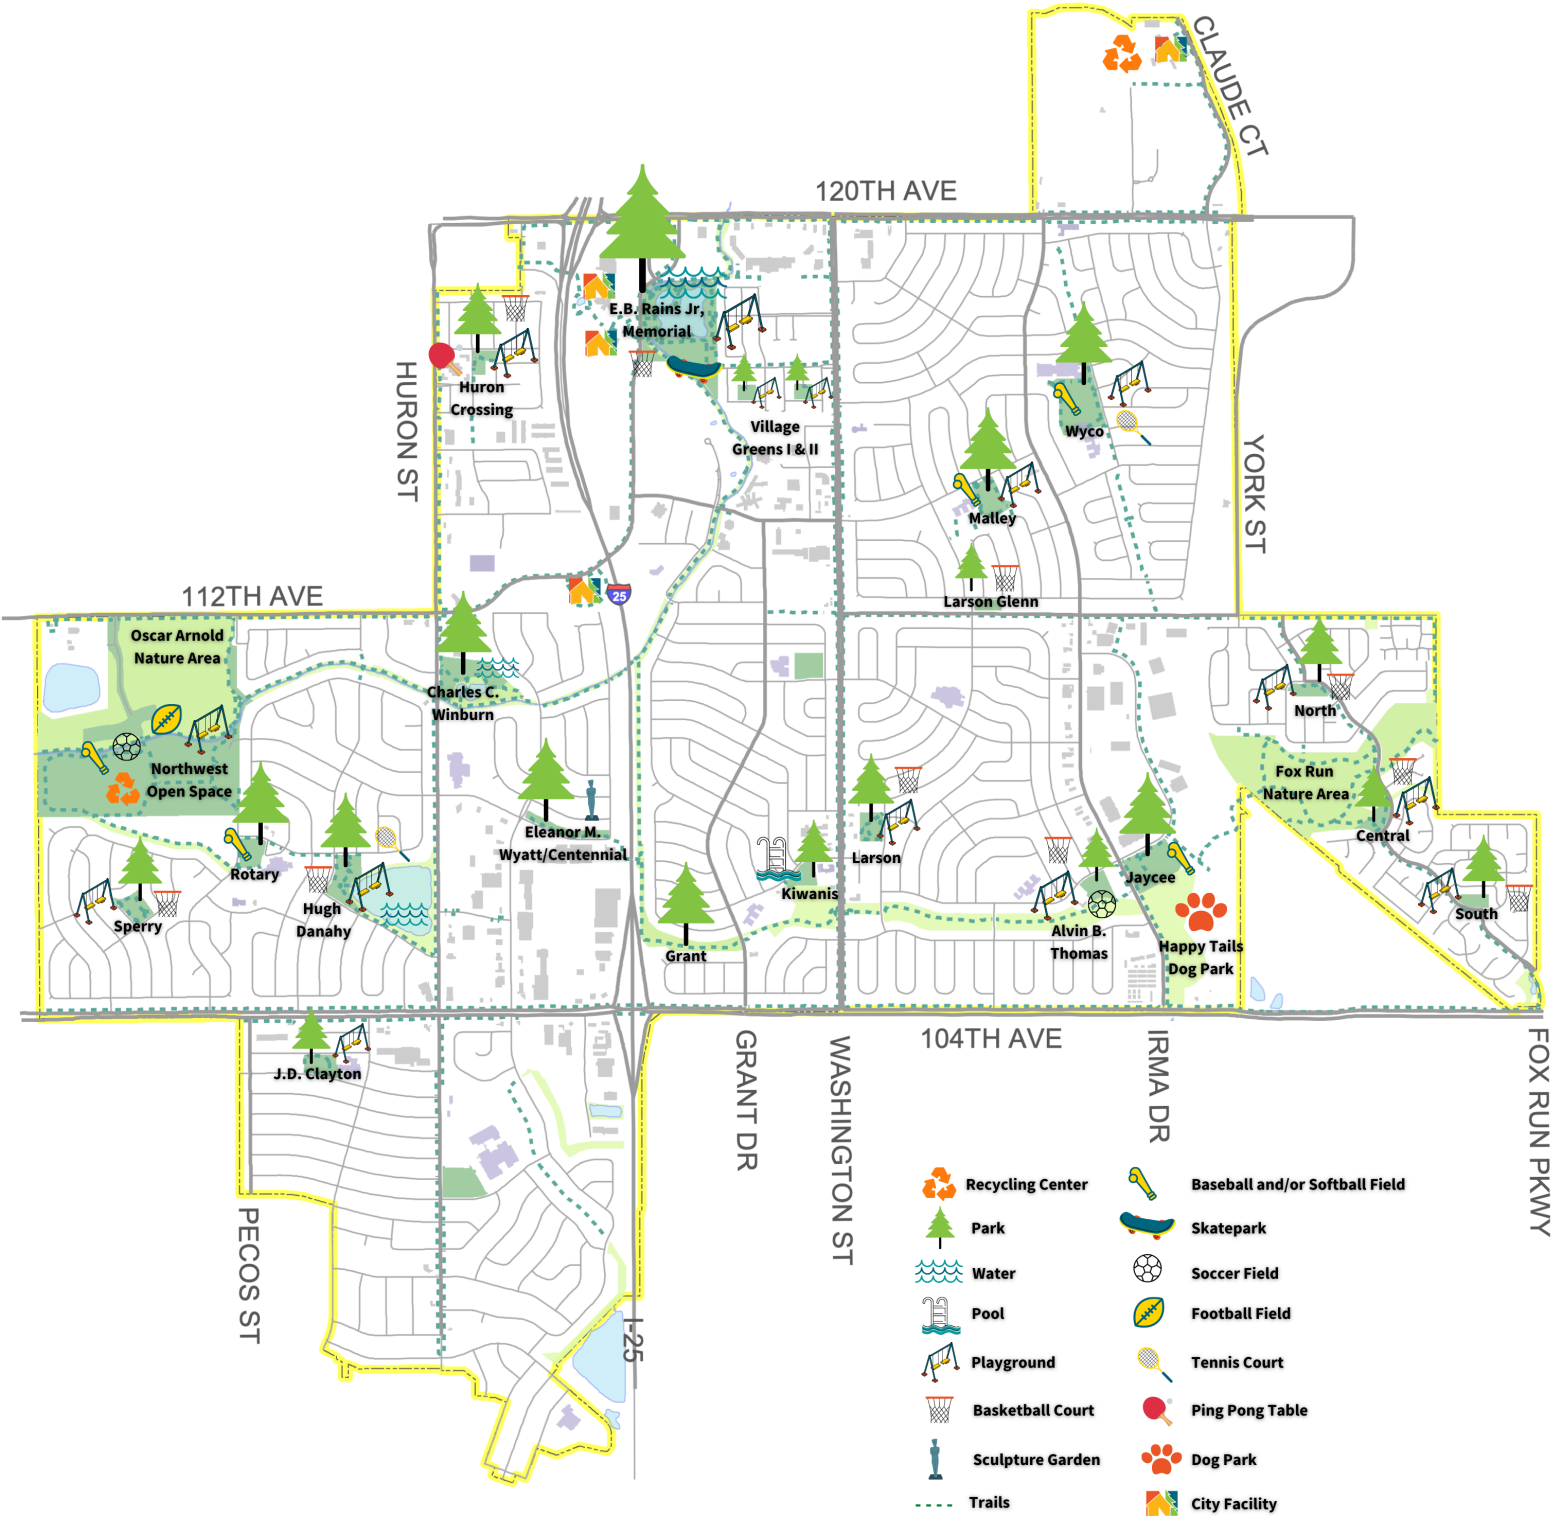 CLAUDE CT
120TH AVE
E.B. Rains Jr,
Memorial
HURON ST
Huron
Crossing
Village
Greens I & II
Wyco
YORK ST
Malley
Larson Glenn
112TH AVE
25
Oscar Arnold
Nature Area
Charles C.
Winburn
North
Northwest
Open Space
Fox Run
Nature Area
Eleanor M.
Wyatt/Centennial
Central
Larson
Rotary
Jaycee
Kiwanis
Hugh
Danahy
Sperry
South
Alvin B.
Thomas
Happy Tails
Dog Park
Grant
104TH AVE
J.D. Clayton
GRANT DR
WASHINGTON ST
IRMA DR
FOX RUN PKWY
PECOS ST
I-25
Recycling Center
Park
Water
Pool
Playground
Basketball Court
Sculpture Garden
Trails
Baseball and/or Softball Field
Skatepark
Soccer Field
Football Field
Tennis Court
Ping Pong Table
Dog Park
City Facility